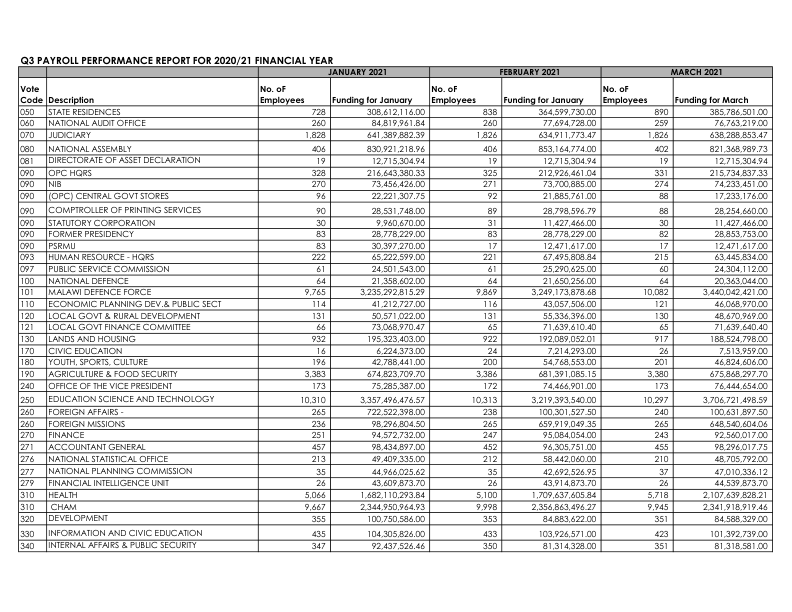 Q3 PAYROLL PERFORMANCE REPORT FOR 2020/21 FINANCIAL YEAR
JANUARY 2021 FEBRUARY 2021 MARCH 2021
Vote Code Description No. of Employees Funding for January No. of Employees Funding for January No. of Employees Funding for March
050 STATE RESIDENCES 728 308,612,116.00 838 364,599,730.00 890 385,786,501.00
060 NATIONAL AUDIT OFFICE 260 84,819,961.84 260 77,694,728.00 259 76,763,219.00
070 JUDICIARY 1,828 641,389,882.39 1,826 634,911,773.47 1,826 638,288,853.47
080 NATIONAL ASSEMBLY 406 830,921,218.96 406 853,164,774.00 402 821,368,989.73
081 DIRECTORATE OF ASSET DECLARATION 19 12,715,304.94 19 12,715,304.94 19 12,715,304.94
090 OPC HQRS 328 216,643,380.33 325 212,926,461.04 331 215,734,837.33
090 NIB 270 73,456,426.00 271 73,700,885.00 274 74,233,451.00
090 (OPC) CENTRAL GOVT STORES 96 22,221,307.75 92 21,885,761.00 88 17,233,176.00
090 COMPTROLLER OF PRINTING SERVICES 90 28,531,748.00 89 28,798,596.79 88 28,254,660.00
090 STATUTORY CORPORATION 30 9,960,670.00 31 11,427,466.00 30 11,427,466.00
090 FORMER PRESIDENCY 83 28,778,229.00 83 28,778,229.00 82 28,853,753.00
090 PSRMU 83 30,397,270.00 17 12,471,617.00 17 12,471,617.00
093 HUMAN RESOURCE - HQRS 222 65,222,599.00 221 67,495,808.84 215 63,445,834.00
097 PUBLIC SERVICE COMMISSION 61 24,501,543.00 61 25,290,625.00 60 24,304,112.00
100 NATIONAL DEFENCE 64 21,358,602.00 64 21,650,256.00 64 20,363,044.00
101 MALAWI DEFENCE FORCE 9,765 3,235,292,815.29 9,869 3,249,173,878.68 10,082 3,440,042,421.00
110 ECONOMIC PLANNING DEV.& PUBLIC SECT 114 41,212,727.00 116 43,057,506.00 121 46,068,970.00
120 LOCAL GOVT & RURAL DEVELOPMENT 131 50,571,022.00 131 55,336,396.00 130 48,670,969.00
121 LOCAL GOVT FINANCE COMMITTEE 66 73,068,970.47 65 71,639,610.40 65 71,639,640.40
130 LANDS AND HOUSING 932 195,323,403.00 922 192,089,052.01 917 188,524,798.00
170 CIVIC EDUCATION 16 6,224,373.00 24 7,214,293.00 26 7,513,959.00
180 YOUTH, SPORTS, CULTURE 196 42,788,441.00 200 54,768,553.00 201 46,824,606.00
190 AGRICULTURE & FOOD SECURITY 3,383 674,823,709.70 3,386 681,391,085.15 3,380 675,868,297.70
240 OFFICE OF THE VICE PRESIDENT 173 75,285,387.00 172 74,466,901.00 173 76,444,654.00
250 EDUCATION SCIENCE AND TECHNOLOGY 10,310 3,357,496,476.57 10,313 3,219,393,540.00 10,297 3,706,721,498.59
260 FOREIGN AFFAIRS - 265 722,522,398.00 238 100,301,527.50 240 100,631,897.50
260 FOREIGN MISSIONS 236 98,296,804.50 265 659,919,049.35 265 648,540,604.06
270 FINANCE 251 94,572,732.00 247 95,084,054.00 243 92,560,017.00
271 ACCOUNTANT GENERAL 457 98,434,897.00 452 96,305,751.00 455 98,296,017.75
276 NATIONAL STATISTICAL OFFICE 213 49,409,335.00 212 58,442,060.00 210 48,705,792.00
277 NATIONAL PLANNING COMMISSION 35 44,966,025.62 35 42,692,526.95 37 47,010,336.12
279 FINANCIAL INTELLIGENCE UNIT 26 43,609,873.70 26 43,914,873.70 26 44,539,873.70
310 HEALTH 5,066 1,682,110,293.84 5,100 1,709,637,605.84 5,718 2,107,639,828.21
310 CHAM 9,667 2,344,950,964.93 9,998 2,356,863,496.27 9,945 2,341,918,919.46
320 DEVELOPMENT 355 100,750,586.00 353 84,883,622.00 351 84,588,329.00
330 INFORMATION AND CIVIC EDUCATION 435 104,305,826.00 433 103,926,571.00 423 101,392,739.00
340 INTERNAL AFFAIRS & PUBLIC SECURITY 347 92,437,526.46 350 81,314,328.00 351 81,318,581.00